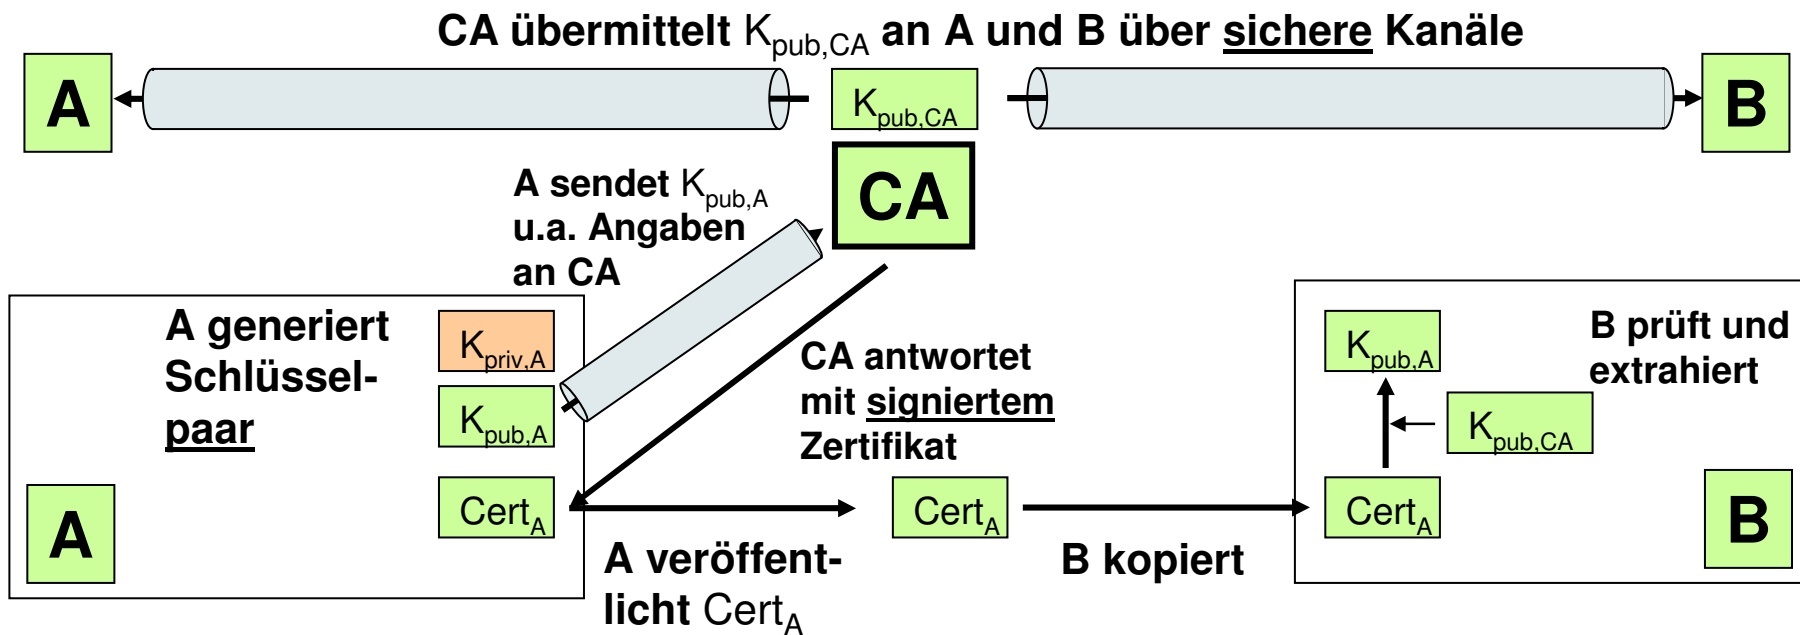 CA übermittelt Kpub,CA an A und B über sichere Kanäle
A
Kpub,CA
B
CA
A sendet Kpub,A
u.a. Angaben
an CA
A generiert
Schlüssel-
paar
Kpriv,A
Kpub,A
CertA
A
CA antwortet
mit signiertem
Zertifikat
A veröffent-
licht CertA
CertA
B kopiert
Kpub,A
B prüft und
extrahiert
Kpub,CA
CertA
B